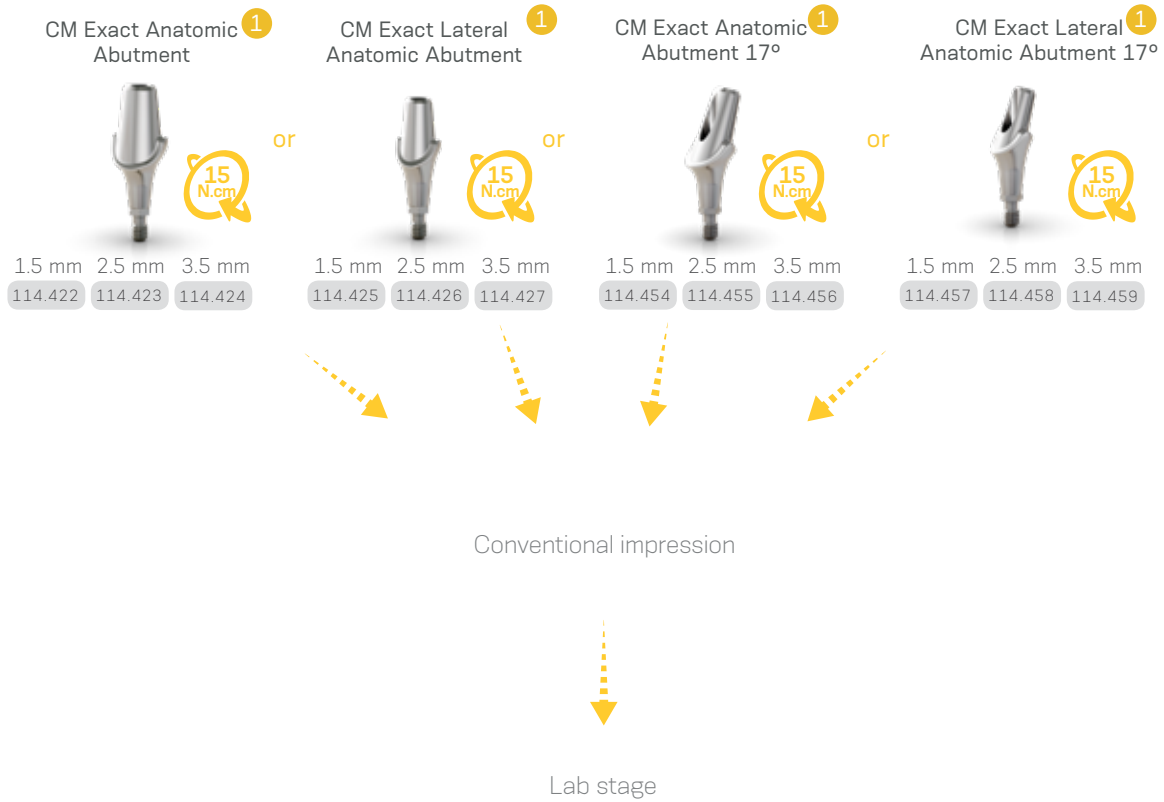 CM Exact Anatomic 1
Abutment
15
N.cm
1.5 mm 2.5 mm 3.5 mm
114.422 114.423 114.424
or
CM Exact Lateral 1
Anatomic Abutment
15
N.cm
1.5 mm 2.5 mm 3.5 mm
114.425 114.426 114.427
or
CM Exact Anatomic 1
Abutment 17°
15
N.cm
1.5 mm 2.5 mm 3.5 mm
114.454 114.455 114.456
or
CM Exact Lateral 1
Anatomic Abutment 17°
15
N.cm
1.5 mm 2.5 mm 3.5 mm
114.457 114.458 114.459
Conventional impression
Lab stage